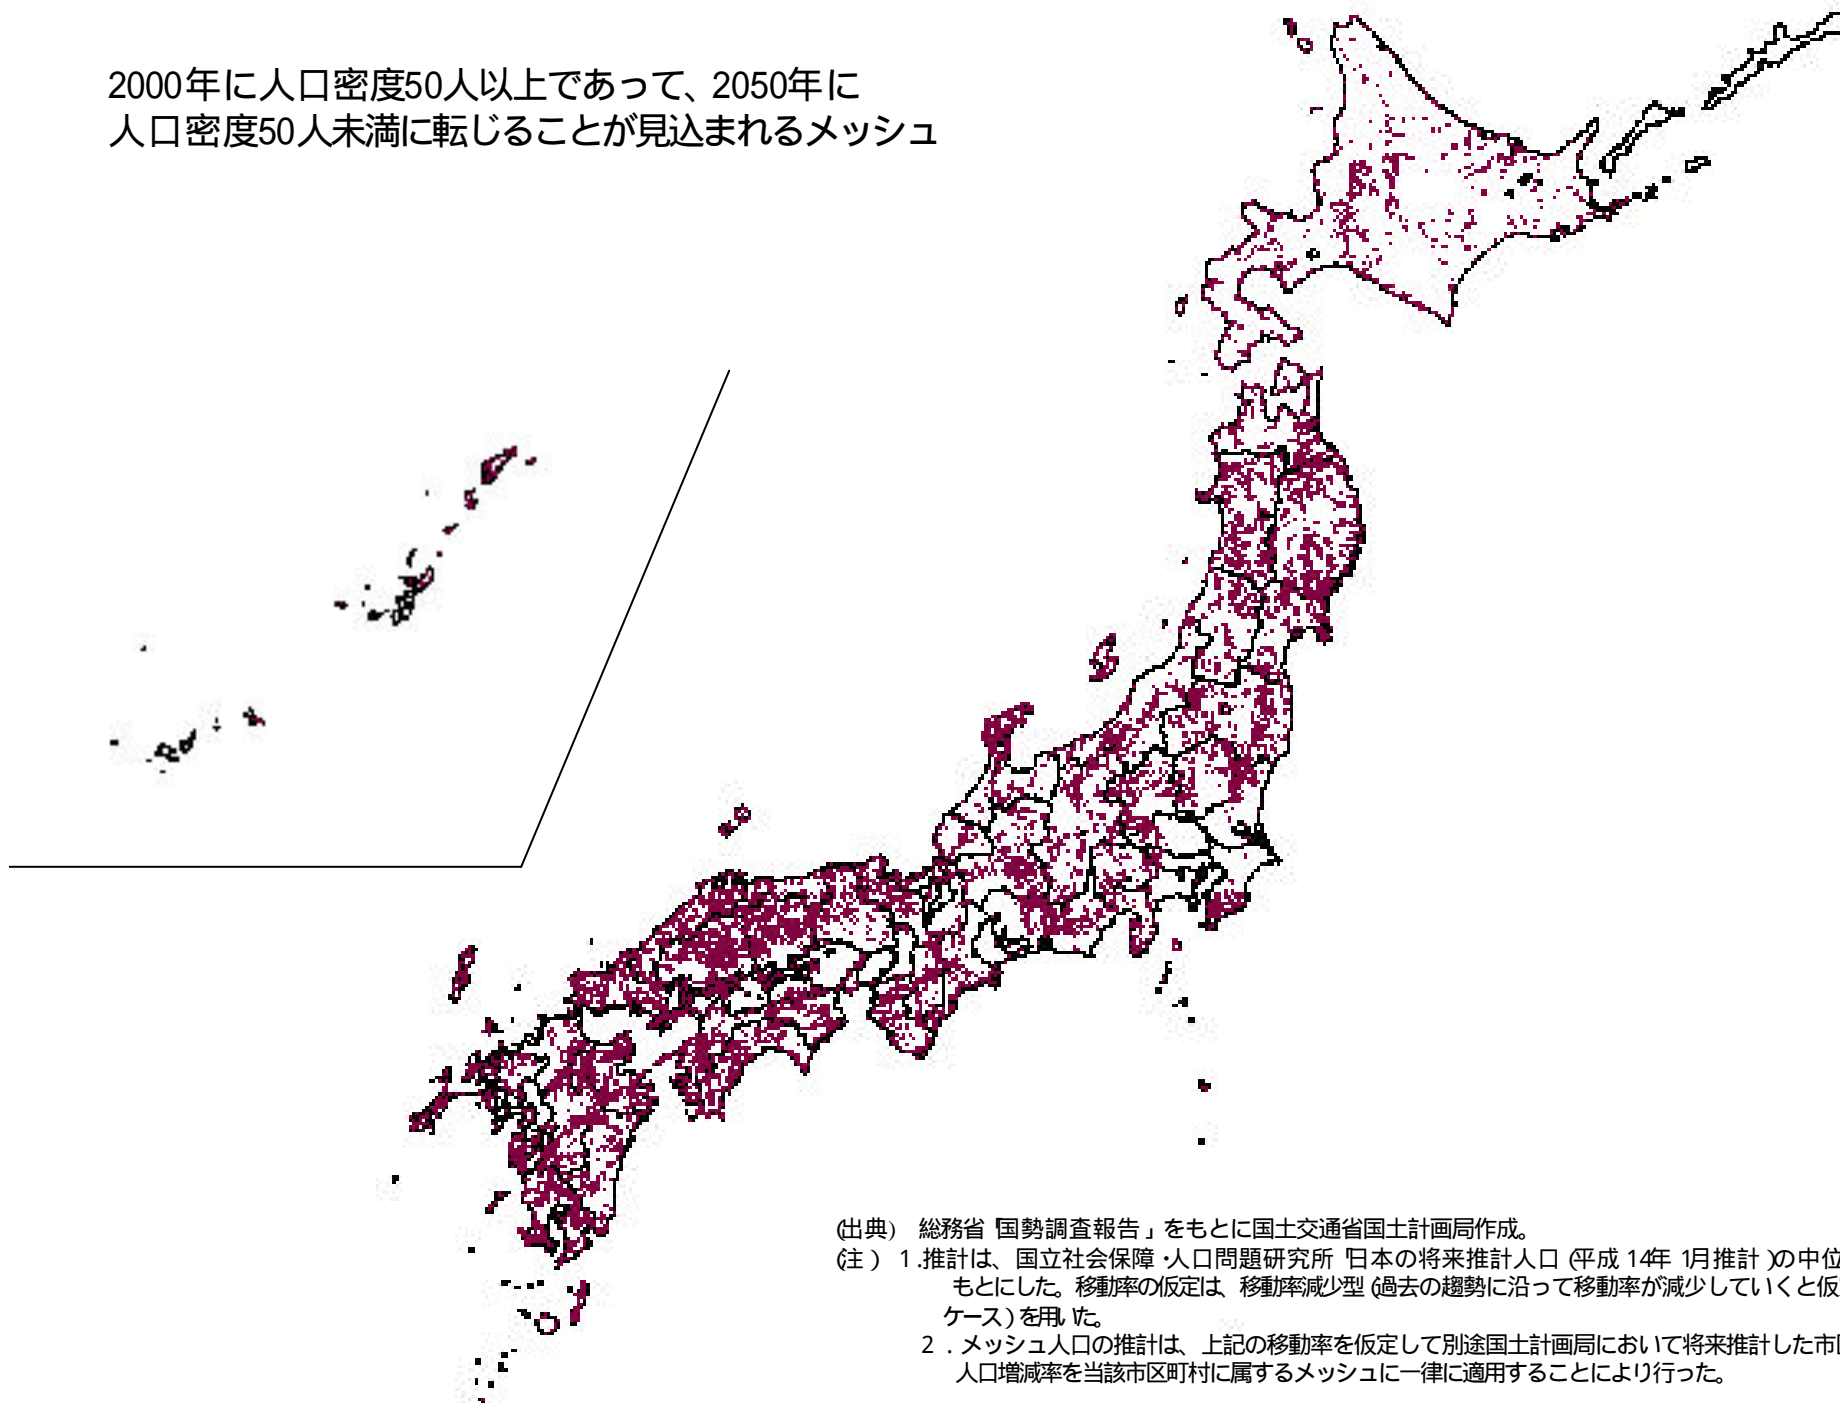 2000年に人口密度50人以上であって、2050年に
人口密度50人未満に転じることが見込まれるメッシュ
(出典) 総務省「国勢調査報告」をもとに国土交通省国土計画局作成。
(注) 1.推計は、国立社会保障・人口問題研究所「日本の将来推計人口(平成14年1月推計)の中位
もとにした。移動率の仮定は、移動率減少型(過去の趨勢に沿って移動率が減少していくと仮
ケース)を用いた。
2.メッシュ人口の推計は、上記の移動率を仮定して別途国土計画局において将来推計した市
人口増減率を当該市区町村に属するメッシュに一律に適用することにより行った。